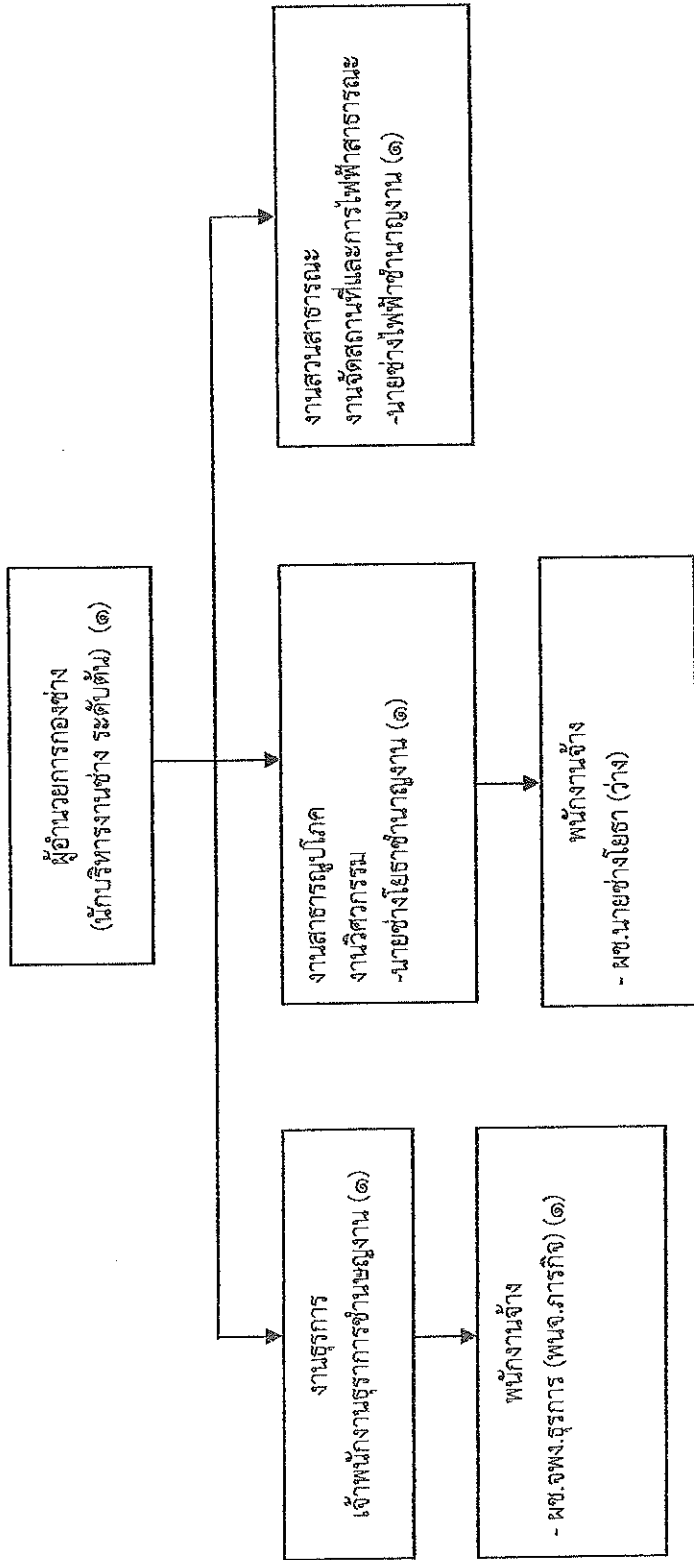 ผู้อำนวยการกองช่าง
(นักบริหารงานช่าง ระดับต้น) (๑)
งานธุรการ
เจ้าพนักงานธุราการชำนษญงาน (๑)
พนักงานจ้าง
- ผช.จพง.ธุรการ (พนจ.ภารกิจ) (๑)
งานสาธารณูปโภค
งานวิศวกรรม
-นายช่างโยธาชำนาญงาน (๑)
พนักงานจ้าง
- ผช.นายช่างโยธา (ว่าง)
งานสวนสาธารณะ
งานจัดสถานที่และการไฟฟ้าสาธารณะ
-นายช่างไฟฟ้าชำนาญงาน (๑)